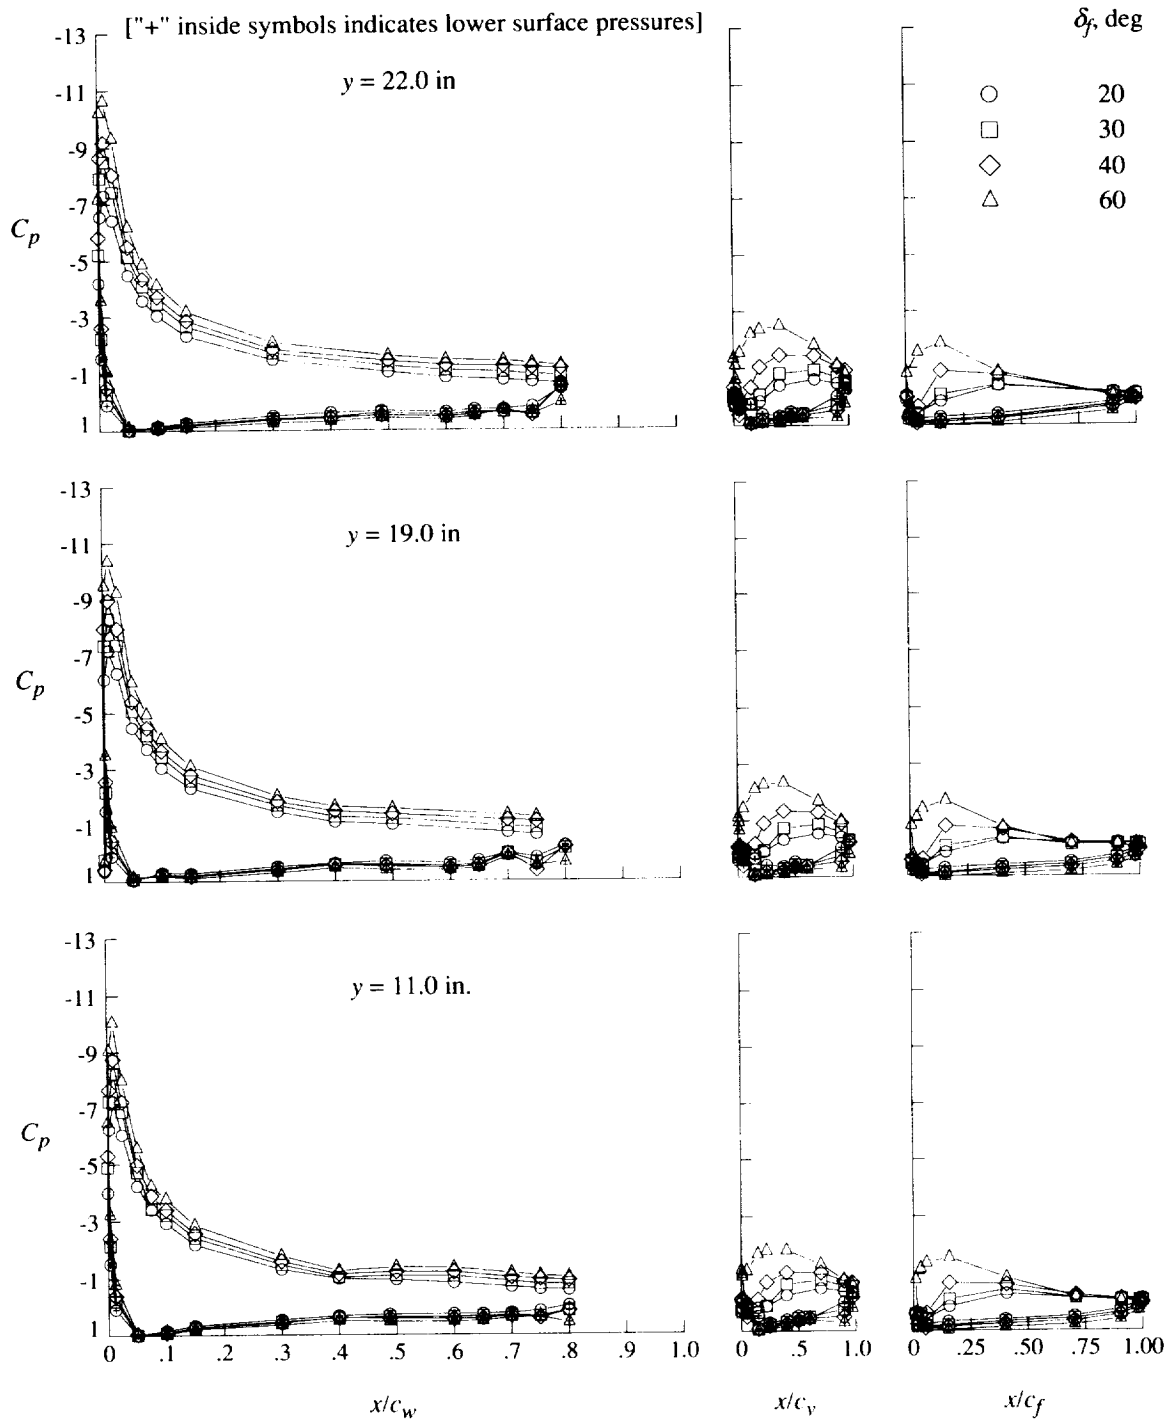 ["+" inside symbols indicates lower surface pressures]
δf, deg
20
30
40
60
y = 22.0 in
-13
-11
-9
-7
-5
-3
-1
1
Cp
y = 19.0 in
-13
-11
-9
-7
-5
-3
-1
1
Cp
y = 11.0 in.
-13
-11
-9
-7
-5
-3
-1
1
Cp
0 .1 .2 .3 .4 .5 .6 .7 .8 .9 1.0
0 .5 1.0
0 .25 .50 .75 1.00
x/cw
x/cv
x/cf